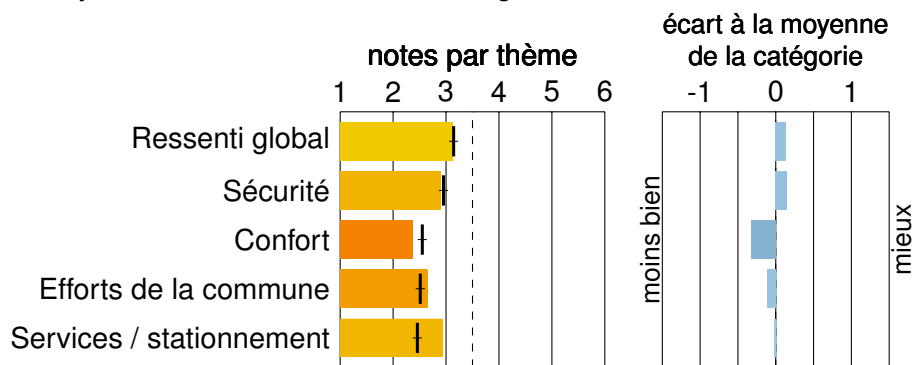 écart à la moyenne
de la catégorie
notes par thème
1 2 3 4 5 6
-1 0 1
Ressenti global
Sécurité
Confort
Efforts de la commune
Services / stationnement
moins bien
mieux